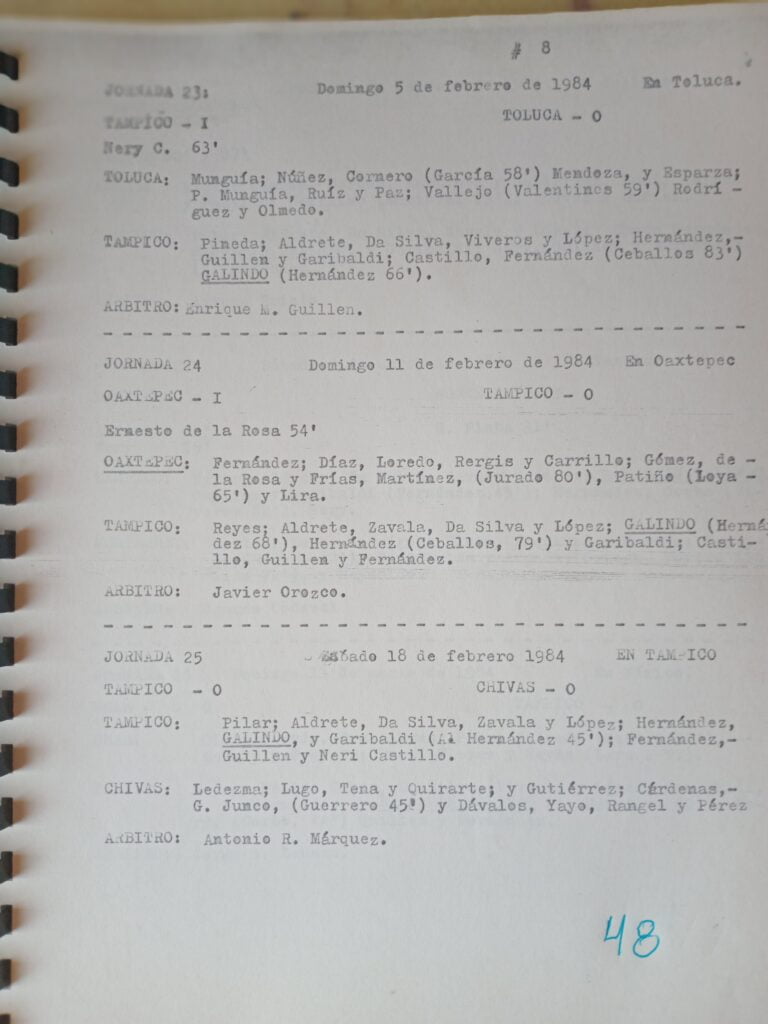 # 8
JORNADA 23: Domingo 5 de febrero de 1984 En Toluca.
TAMPICO - I TOLUCA - O
Nery C. 63'
TOLUCA: Munguía; Núñez, Cornero (García 58') Mendoza, y Esparza;
P. Munguía, Ruíz y Paz; Vallejo (Valentinos 59') Rodrí -
guez y Olmedo.
TAMPICO: Pineda; Aldrete, Da Silva, Viveros y López; Hernández,-
Guillen y Garibaldi; Castillo, Fernández (Ceballos 83')
GALINDO (Hernández 66').
ARBITRO: Enrique M. Guillen.
JORNADA 24 Domingo 11 de febrero de 1984 En Oaxtepec
OAXTEPEC - I TAMPICO - O
Ernesto de la Rosa 54'
OAXTEPEC: Fernández; Díaz, Loredo, Rergis y Carrillo; Gómez, de -
la Rosa y Frías, Martínez, (Jurado 80'), Patiño (Loya -
65') y Lira.
TAMPICO: Reyes; Aldrete, Zavala, Da Silva y López; GALINDO (Herná
dez 68'), Hernández (Ceballos, 79') y Garibaldi; Casti-
llo, Guillen y Fernández.
ARBITRO: Javier Orozco.
JORNADA 25 Sábado 18 de febrero 1984 EN TAMPICO
TAMPICO - O CHIVAS - O
TAMPICO: Pilar; Aldrete, Da Silva, Zavala y López; Hernández,
GALINDO, y Garibaldi (Al Hernández 45'); Fernández,-
Guillen y Neri Castillo.
CHIVAS: Ledezma; Lugo, Tena y Quirarte; y Gutiérrez; Cárdenas,-
G. Junco, (Guerrero 45') y Dávalos, Yayo, Rangel y Pérez
ARBITRO: Antonio R. Márquez.
48